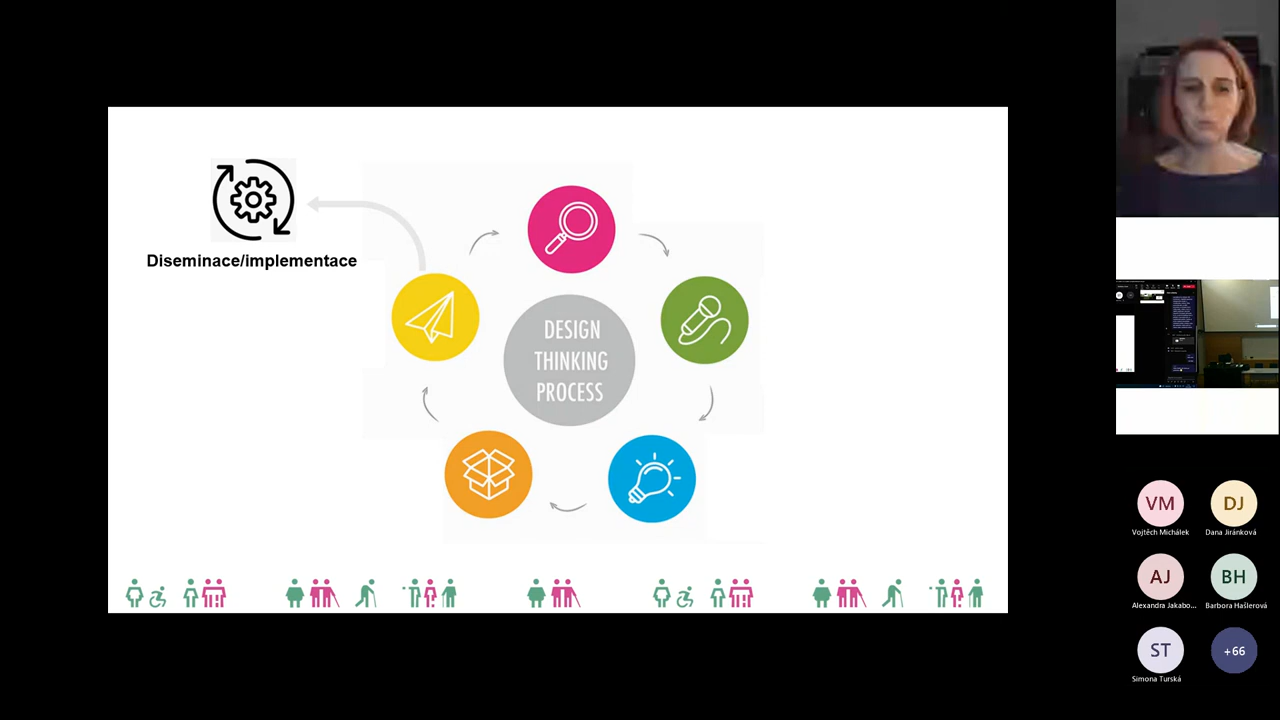 Diseminace/implementace
DESIGN
THINKING
PROCESS
VM
Vojtěch Michálek
DJ
Dana Jiránková
AJ
Alexandra Jakabo...
BH
Barbora Hašlerová
ST
Simona Turská
+66